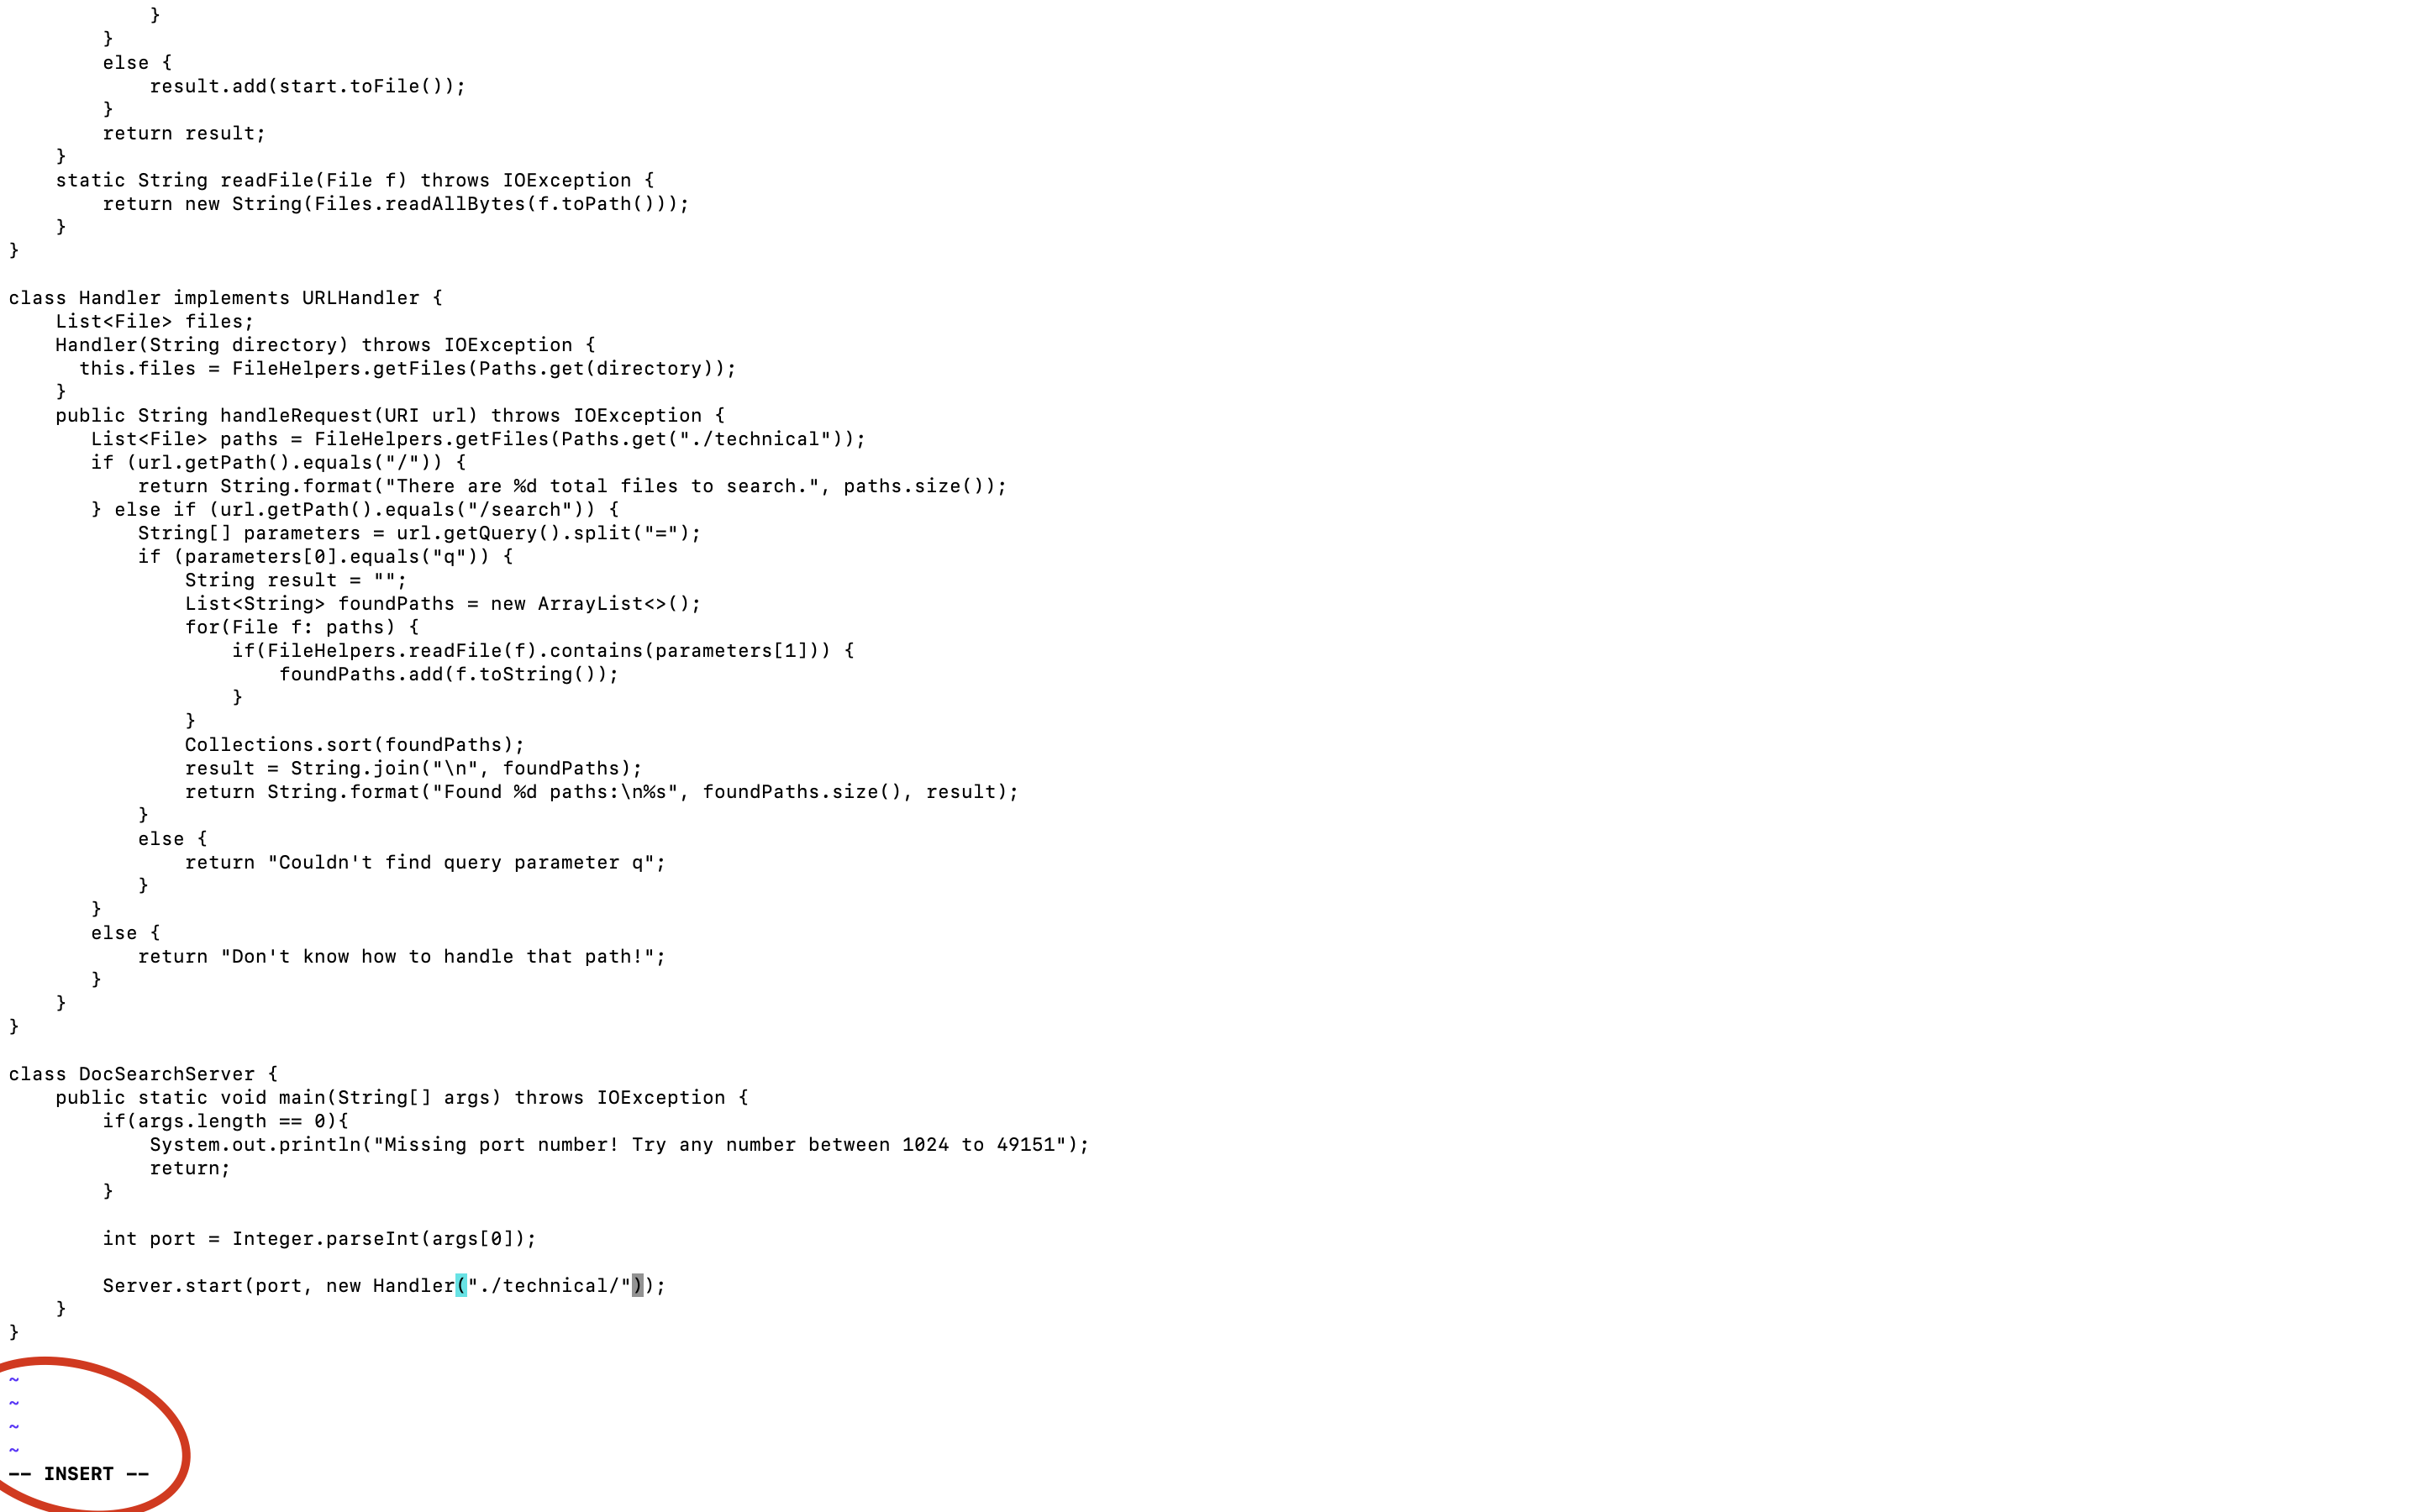 }
        }
        else {
            result.add(start.toFile());
        }
        return result;
    }
    static String readFile(File f) throws IOException {
        return new String(Files.readAllBytes(f.toPath()));
    }
}

class Handler implements URLHandler {
    List<File> files;
    Handler(String directory) throws IOException {
      this.files = FileHelpers.getFiles(Paths.get(directory));
    }
    public String handleRequest(URI url) throws IOException {
       List<File> paths = FileHelpers.getFiles(Paths.get("./technical"));
       if (url.getPath().equals("/")) {
           return String.format("There are %d total files to search.", paths.size());
       } else if (url.getPath().equals("/search")) {
           String[] parameters = url.getQuery().split("=");
           if (parameters[0].equals("q")) {
               String result = "";
               List<String> foundPaths = new ArrayList<>();
               for(File f: paths) {
                   if(FileHelpers.readFile(f).contains(parameters[1])) {
                       foundPaths.add(f.toString());
                   }
               }
               Collections.sort(foundPaths);
               result = String.join("\n", foundPaths);
               return String.format("Found %d paths:\n%s", foundPaths.size(), result);
           }
           else {
               return "Couldn't find query parameter q";
           }
       }
       else {
           return "Don't know how to handle that path!";
       }
    }
}

class DocSearchServer {
    public static void main(String[] args) throws IOException {
        if(args.length == 0){
            System.out.println("Missing port number! Try any number between 1024 to 49151");
            return;
        }

        int port = Integer.parseInt(args[0]);

        Server.start(port, new Handler("./technical/"));
    }
}

~
~
~
~
-- INSERT --